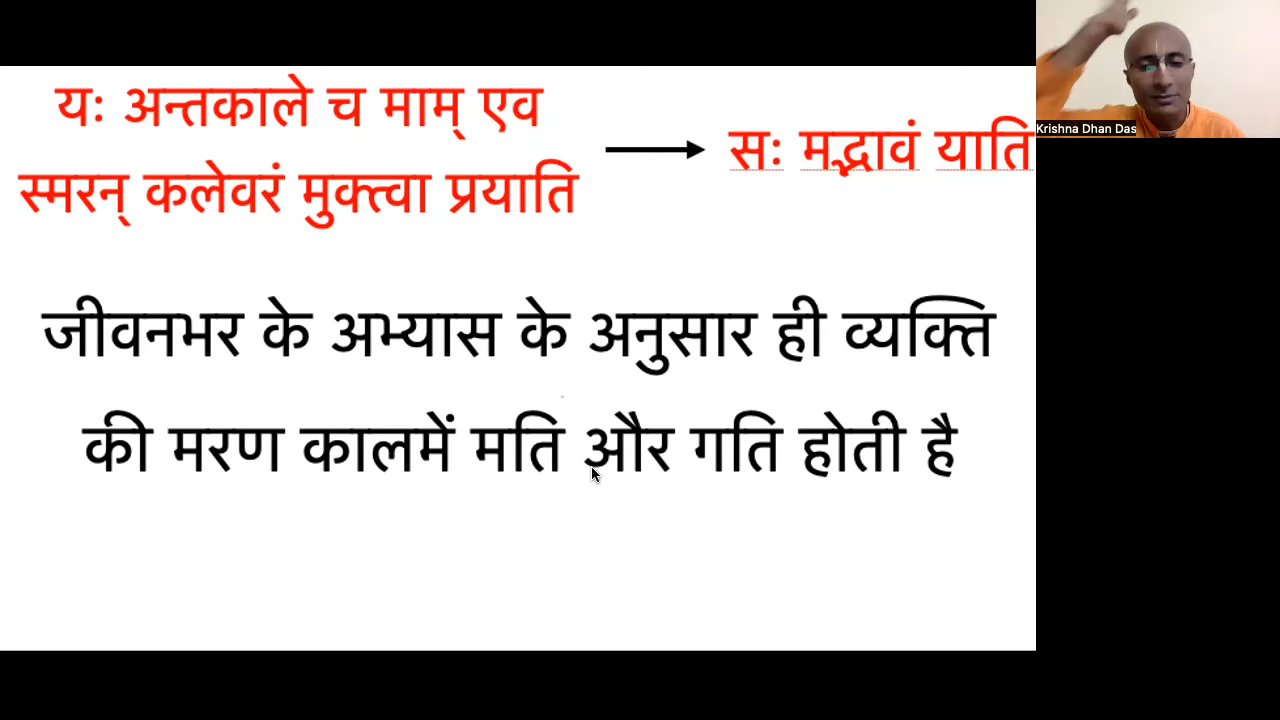 यः अन्तकाले च माम् एव
स्मरन् कलेवरं मुक्त्वा प्रयाति
सः मद्भावं याति
जीवनभर के अभ्यास के अनुसार ही व्यक्ति
की मरण कालमें मति और गति होती है
Krishna Dhan Das